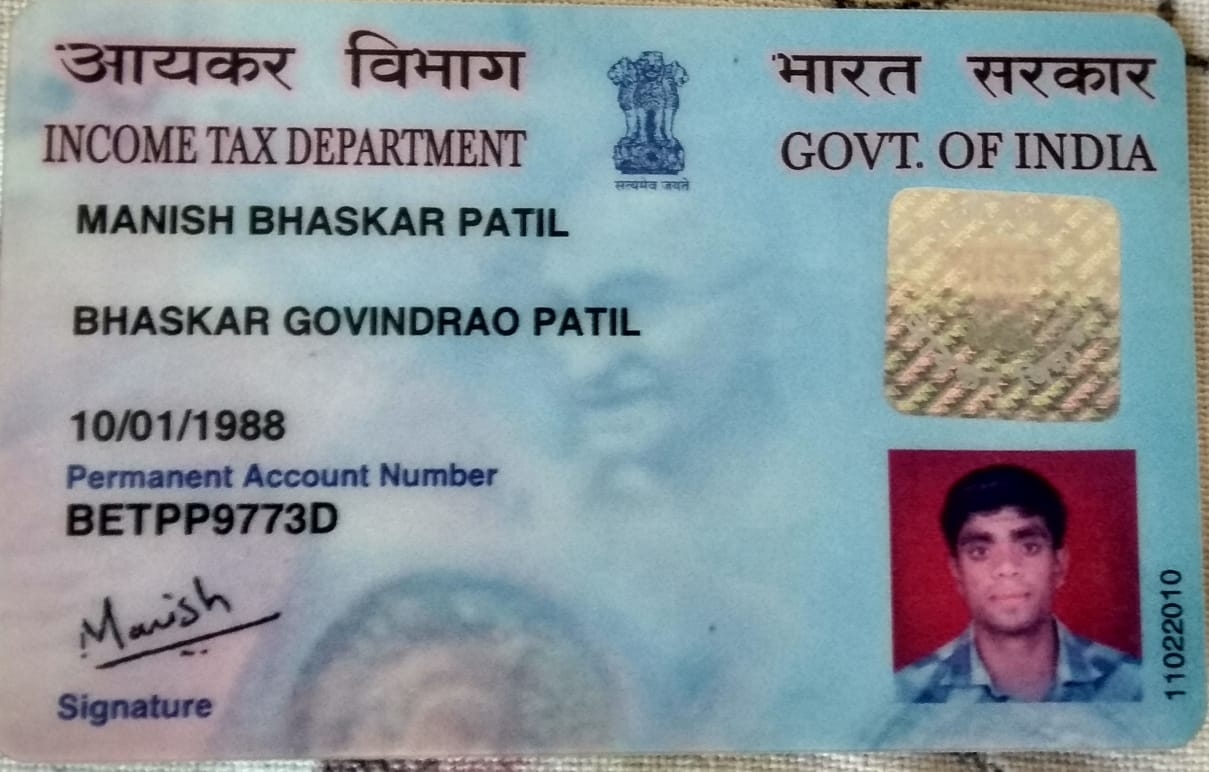 आयकर विभाग
भारत सरकार
INCOME TAX DEPARTMENT
GOVT. OF INDIA
सत्यमेव जयते
MANISH BHASKAR PATIL
BHASKAR GOVINDRAO PATIL
10/01/1988
Permanent Account Number
BETPP9773D
Manish
Signature
11022010